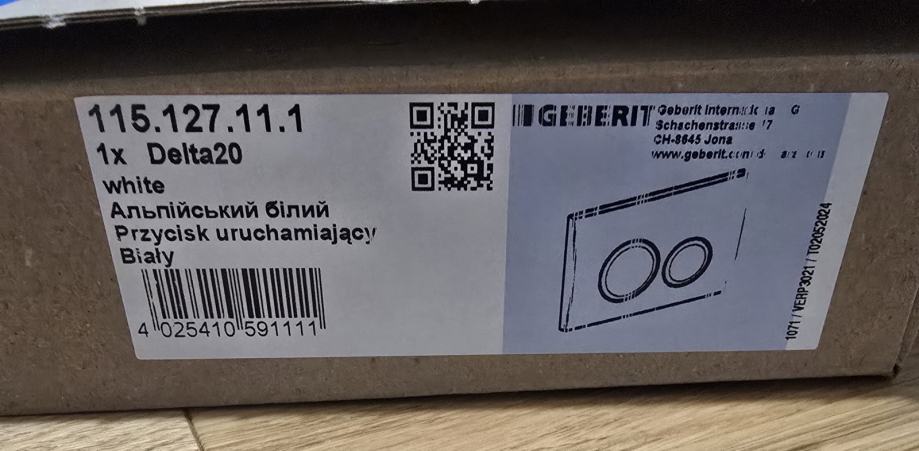 115.127.11.1
1x Delta20
white
Альпійський білий
Przycisk uruchamiający
Biały
4 025410 591111
GEBERIT
Geberit
Schachenstrasse
CH-8645 Jona
1071 / VERP3021 / T02052024